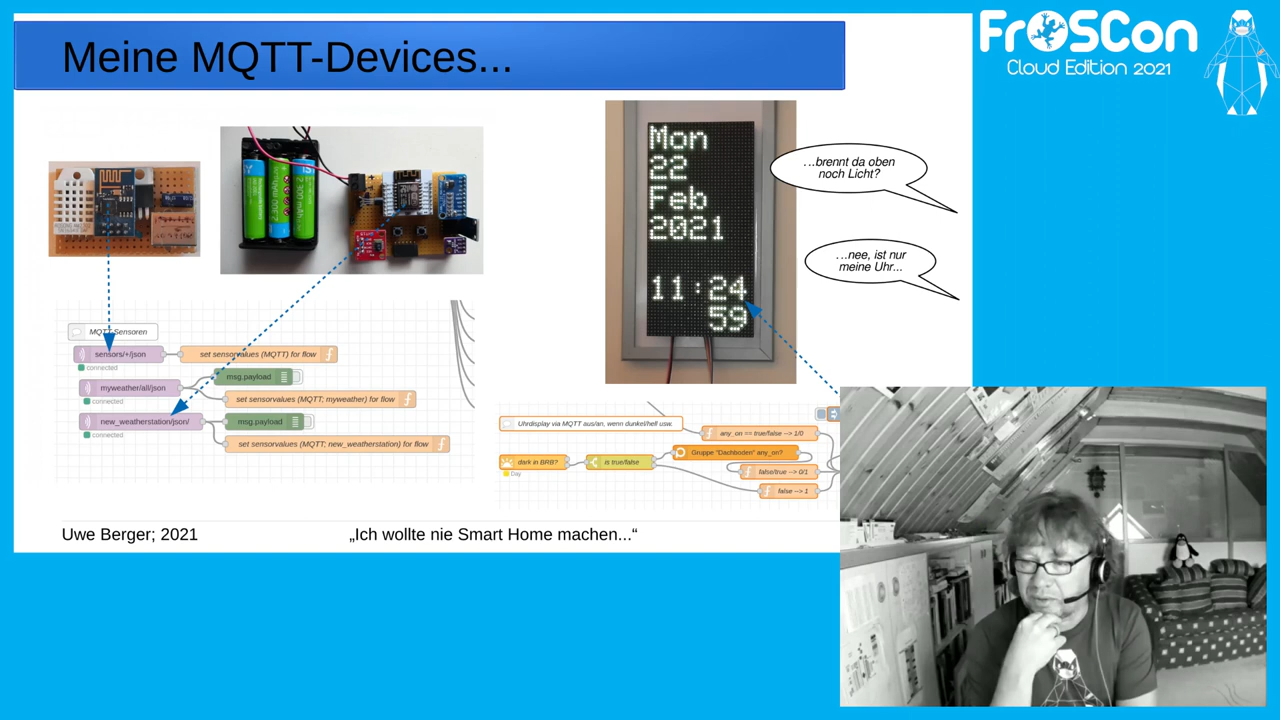 Meine MQTT-Devices...
FrOSCon
Cloud Edition 2021
Mon
22
Feb
2021
11:24
59
...brennt da oben
noch Licht?
...nee, ist nur
meine Uhr...
MQTT-Sensoren
sensors/+/json
set sensorvalues (MQTT) for flow
connected
msg.payload
myweather/all/json
set sensorvalues (MQTT; myweather) for flow
connected
new_weatherstation/json/
msg.payload
connected
set sensorvalues (MQTT; new_weatherstation) for flow
Uhrdisplay via MQTT aus/an, wenn dunkel/hell usw.
any_on == true/false --> 1/0
Gruppe "Dachboden" any_on?
dark in BRB?
is true/false
Day
false/true --> 0/1
false --> 1
Uwe Berger; 2021
„Ich wollte nie Smart Home machen...“